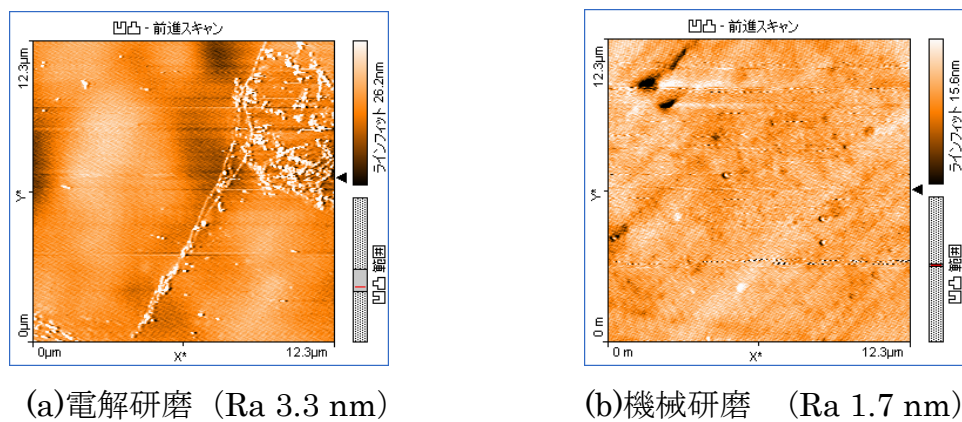 凹凸 - 前進スキャン
12.3µm
Y*
0µm
0µm
X*
12.3µm
ラインフィット 26.2nm
凹凸 範囲
(a)電解研磨（Ra 3.3 nm）
凹凸 - 前進スキャン
12.3µm
Y*
0 m
0 m
X*
12.3µm
ラインフィット 15.6nm
凹凸 範囲
(b)機械研磨　（Ra 1.7 nm）